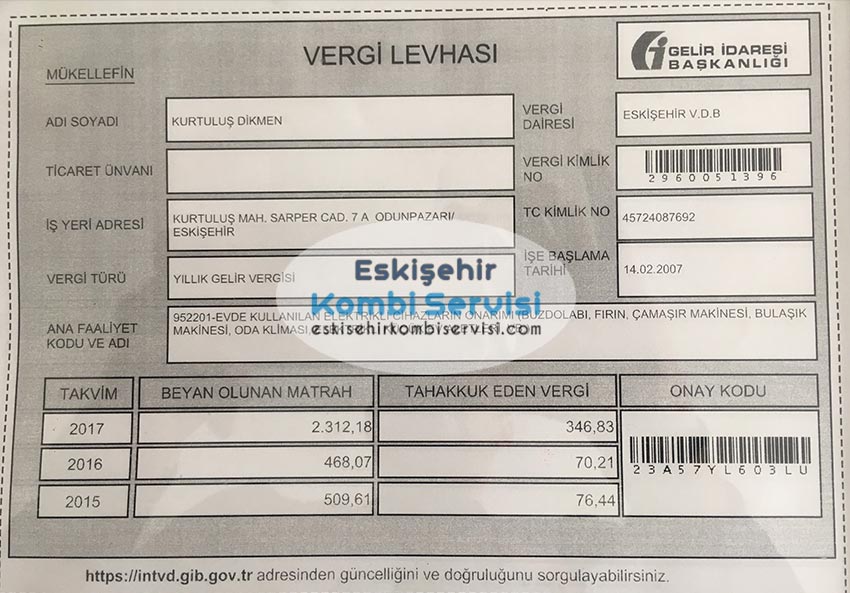 VERGİ LEVHASI
GELİR İDARESİ
BAŞKANLIĞI
MÜKELLEFİN
ADI SOYADI
KURTULUŞ DİKMEN
VERGİ
DAİRESİ
ESKİŞEHİR V.D.B
TİCARET ÜNVANI
VERGİ KİMLİK
NO
2960051396
İŞ YERİ ADRESİ
KURTULUŞ MAH. SARPER CAD. 7 A ODUNPAZARI/
ESKİŞEHİR
TC KİMLİK NO
45724087692
VERGİ TÜRÜ
YILLIK GELİR VERGİSİ
İŞE BAŞLAMA
TARİHİ
14.02.2007
Eskişehir
Kombi Servisi
eskisehirkombiservisi.com
ANA FAALİYET
KODU VE ADI
952201-EVDE KULLANILAN ELEKTRİKLİ CİHAZLARIN ONARIMI (BUZDOLABI, FIRIN, ÇAMAŞIR MAKİNESİ, BULAŞIK
MAKİNESİ, ODA KLİMASI
TAKVİM BEYAN OLUNAN MATRAH TAHAKKUK EDEN VERGİ ONAY KODU
2017 2.312,18 346,83
2016 468,07 70,21
2015 509,61 76,44
23A57YL603LU
https://intvd.gib.gov.tr adresinden güncelliğini ve doğruluğunu sorgulayabilirsiniz.